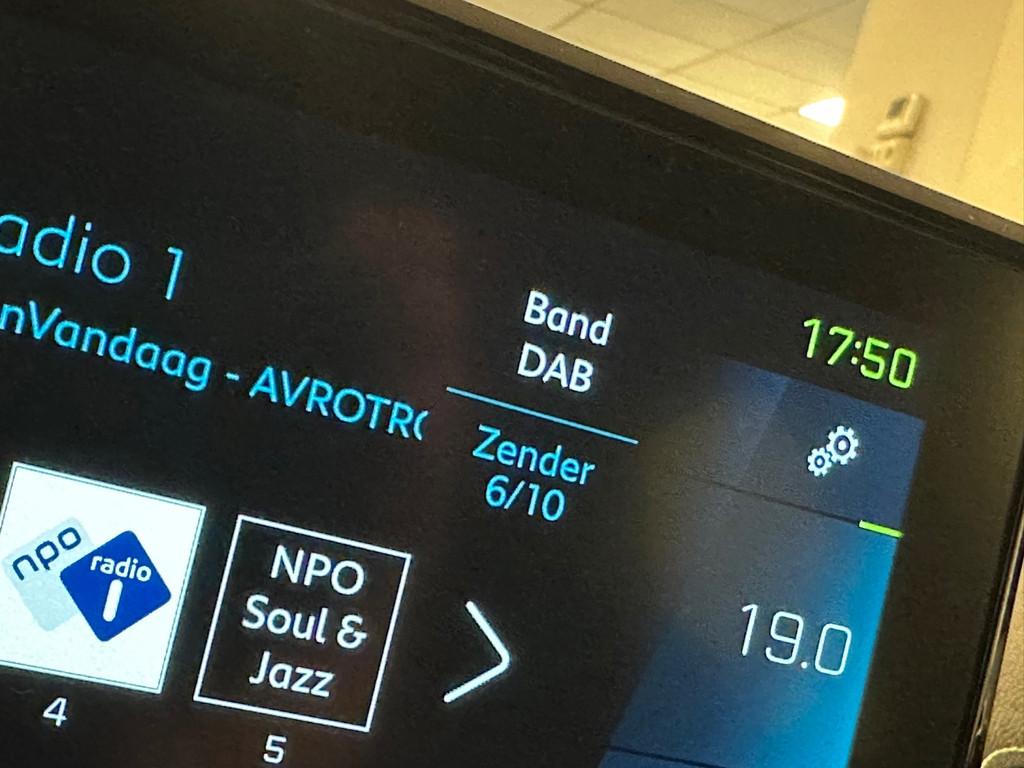 adio 1
nVandaag - AVROTR
Band
DAB
Zender
6/10
17:50
npo
radio
1
4
NPO
Soul &
Jazz
5
19.0